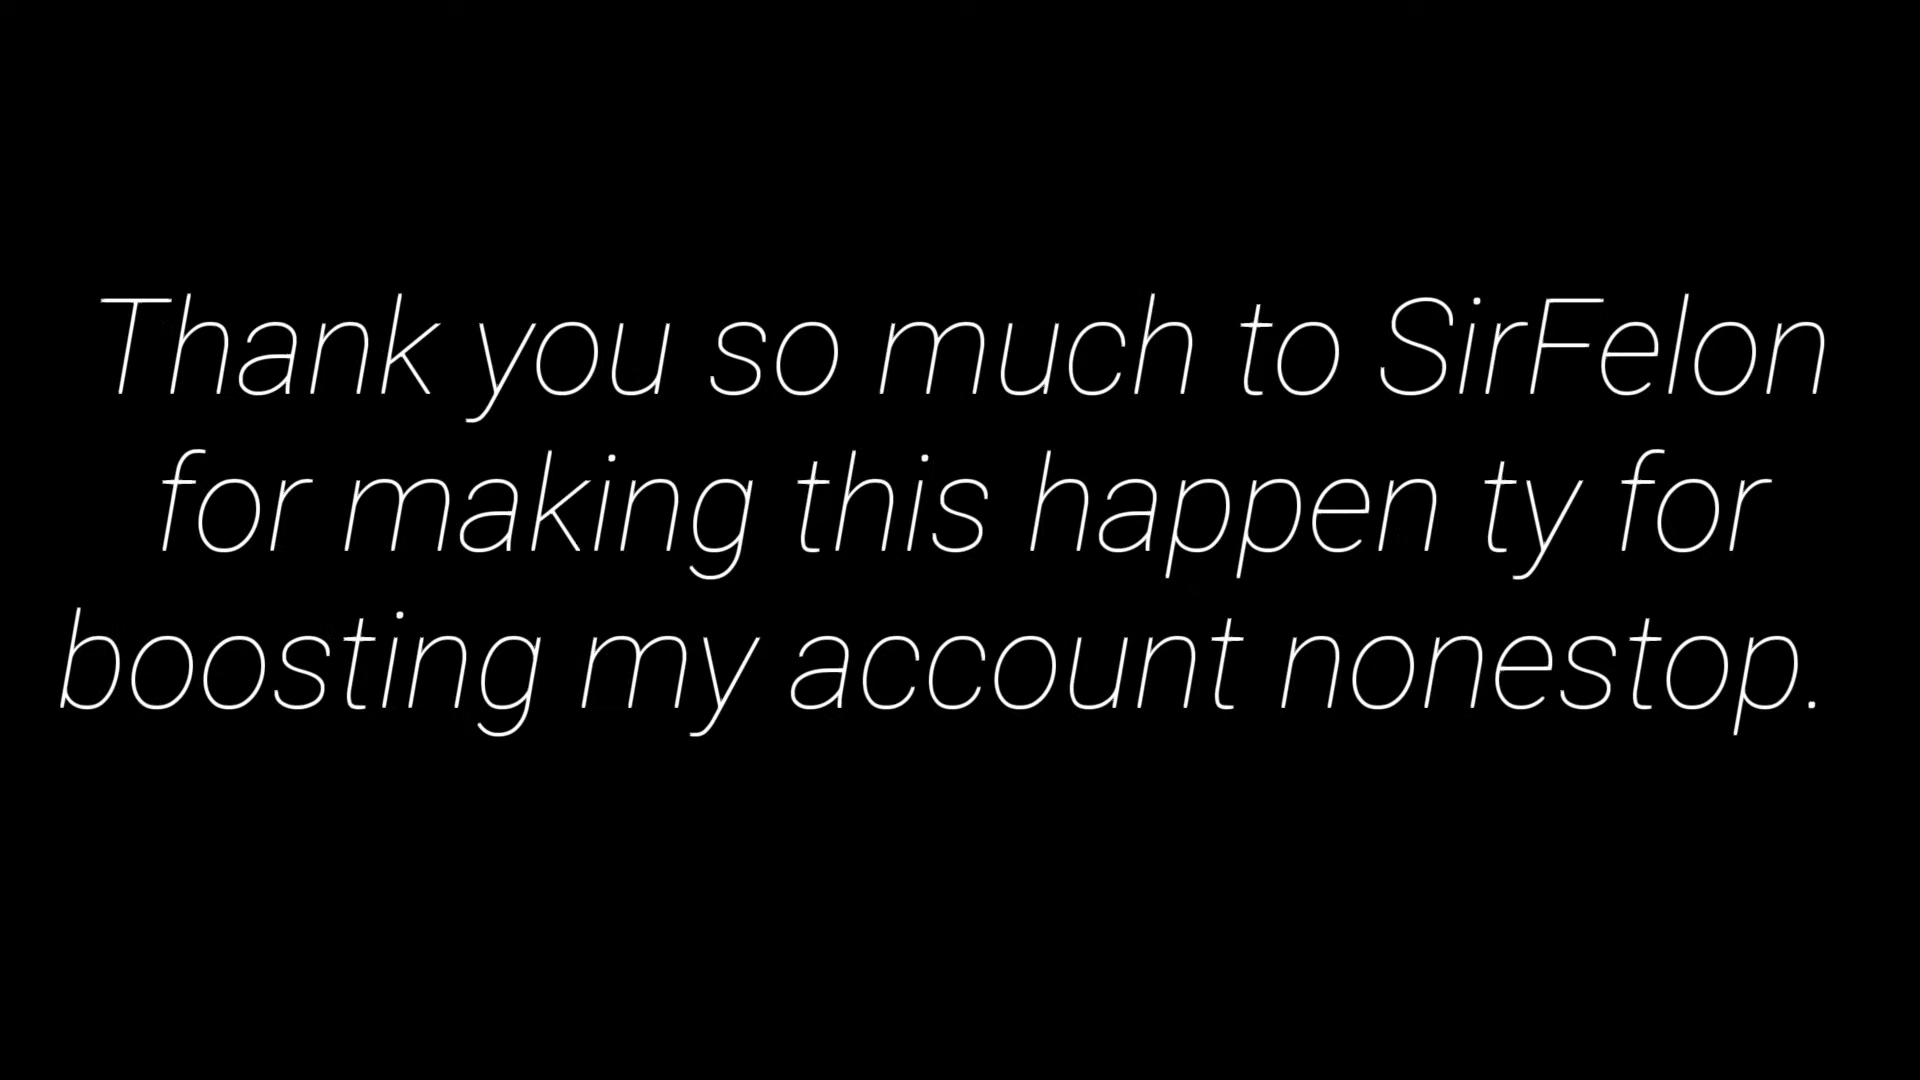 Thank you so much to SirFelon
for making this happen ty for
boosting my account nonestop.